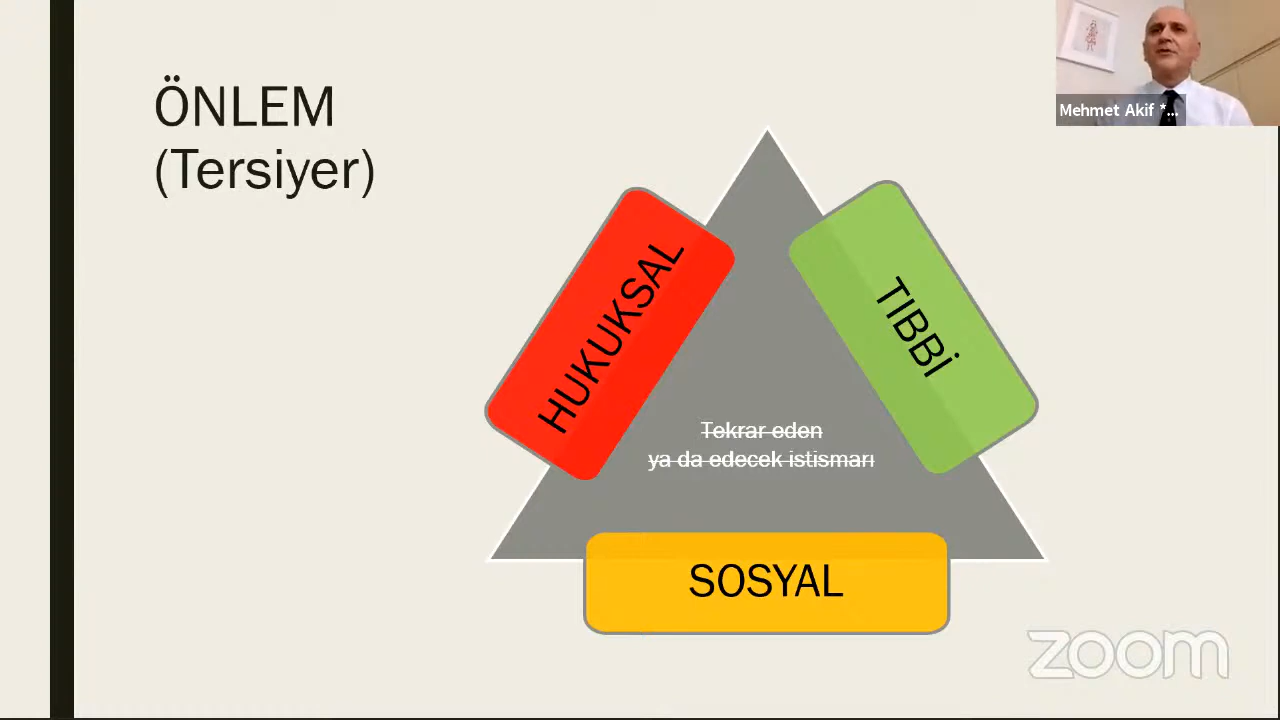 ÖNLEM
(Tersiyer)
Mehmet Akif *...
HUKUKSAL
TIBBİ
Tekrar eden
ya da edecek istismarı
SOSYAL
zoom